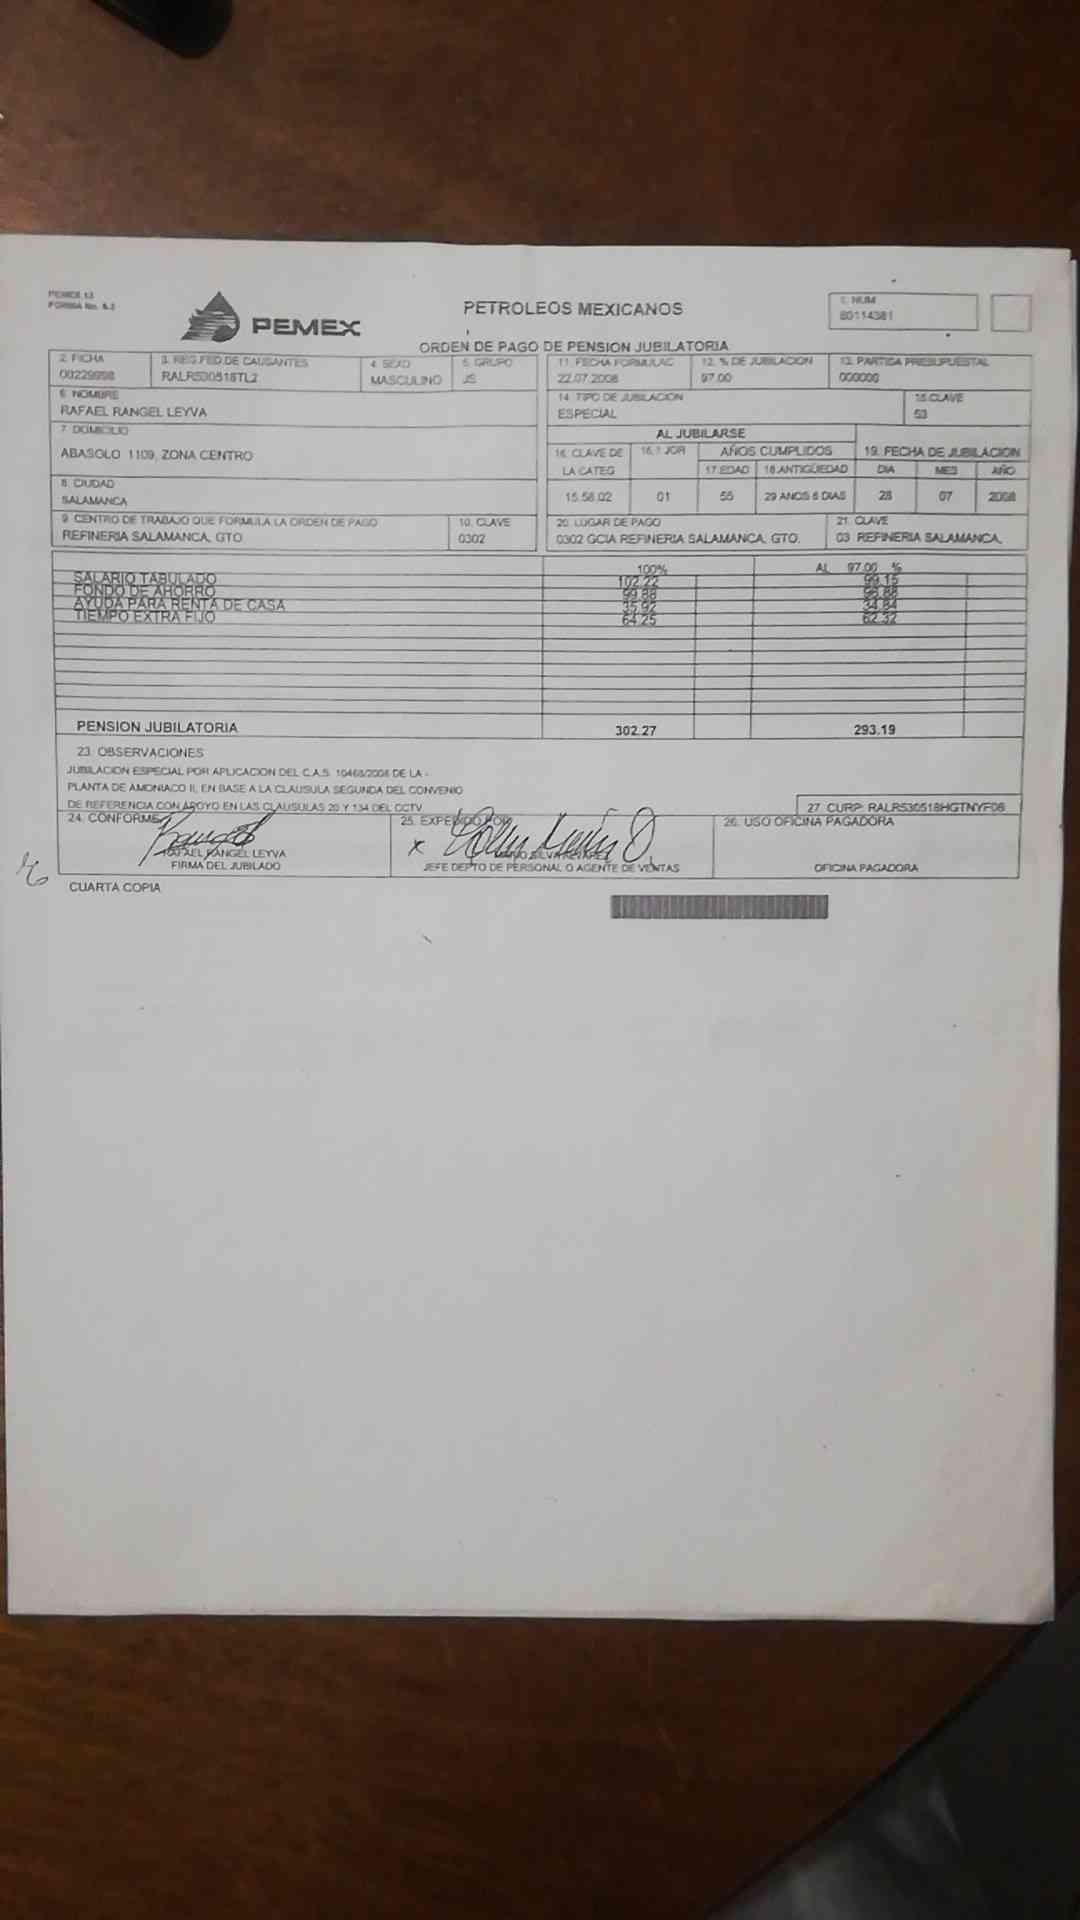 PEMEX 13
FORMA No. 6.3
PEMEX
PETROLEOS MEXICANOS
1. NUM
80114381
ORDEN DE PAGO DE PENSION JUBILATORIA
2. FICHA
00229998
3. REG.FED DE CAUSANTES
RALR530518TL2
4. SEXO
MASCULINO
5. GRUPO
JS
11. FECHA FORMULAC
22.07.2008
12. % DE JUBILACION
97.00
13. PARTIDA PRESUPUESTAL
000000
6. NOMBRE
RAFAEL RANGEL LEYVA
14. TIPO DE JUBILACION
ESPECIAL
15.CLAVE
53
7. DOMICILIO
ABASOLO 1109, ZONA CENTRO
AL JUBILARSE
16. CLAVE DE
LA CATEG
16.1 JOR
AÑOS CUMPLIDOS
17.EDAD
18.ANTIGÜEDAD
19. FECHA DE JUBILACION
DIA
MES
AÑO
8. CIUDAD
SALAMANCA
15.58.02
01
55
29 ANOS 6 DIAS
28
07
2008
9. CENTRO DE TRABAJO QUE FORMULA LA ORDEN DE PAGO
REFINERIA SALAMANCA, GTO
10. CLAVE
0302
20. LUGAR DE PAGO
0302 GCIA REFINERIA SALAMANCA, GTO.
21. CLAVE
03 REFINERIA SALAMANCA,
100%
AL 97.00 %
SALARIO TABULADO 102.22 99.15
FONDO DE AHORRO 99.88 96.88
AYUDA PARA RENTA DE CASA 35.92 34.84
TIEMPO EXTRA FIJO 64.25 62.32
PENSION JUBILATORIA 302.27 293.19
23. OBSERVACIONES
JUBILACION ESPECIAL POR APLICACION DEL C.A.S. 10468/2008 DE LA -
PLANTA DE AMONIACO II, EN BASE A LA CLAUSULA SEGUNDA DEL CONVENIO
DE REFERENCIA CON APOYO EN LAS CLAUSULAS 20 Y 134 DEL CCTV
27. CURP: RALR530518HGTNYF08
24. CONFORME
RAFAEL RANGEL LEYVA
FIRMA DEL JUBILADO
25. EXPEDIDO POR
x
MARIO SILVA ALVAREZ
JEFE DEPTO DE PERSONAL O AGENTE DE VENTAS
26. USO OFICINA PAGADORA
OFICINA PAGADORA
CUARTA COPIA